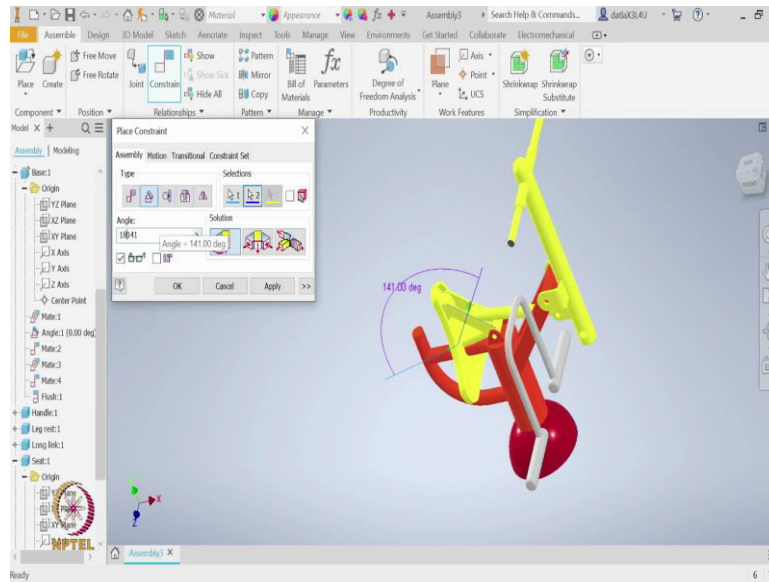 Material
Appearance
fx
Assembly3
Search Help & Commands...
datlaX3L4U
File
Assemble
Design
3D Model
Sketch
Annotate
Inspect
Tools
Manage
View
Environments
Get Started
Collaborate
Electromechanical
Place
Create
Free Move
Free Rotate
Joint
Constrain
Show
Show Sick
Hide All
Pattern
Mirror
Copy
Bill of Materials
fx
Parameters
Degree of Freedom Analysis
Plane
Axis
Point
UCS
Shrinkwrap
Shrinkwrap Substitute
Component
Position
Relationships
Pattern
Manage
Productivity
Work Features
Simplification
Model X +
Assembly | Modeling
Base:1
Origin
YZ Plane
XZ Plane
XY Plane
X Axis
Y Axis
Z Axis
Center Point
Mate:1
Angle:1 (0.00 deg)
Mate:2
Mate:3
Mate:4
Flush:1
Handle:1
Leg rest:1
Long link:1
Seat:1
Origin
NPTEL
Place Constraint
Assembly
Motion
Transitional
Constraint Set
Type
Selections
1
2
Angle:
Solution
Angle = 141.00 deg
OK
Cancel
Apply
>>
141.00 deg
X
Z
Assembly3 X
Ready
6